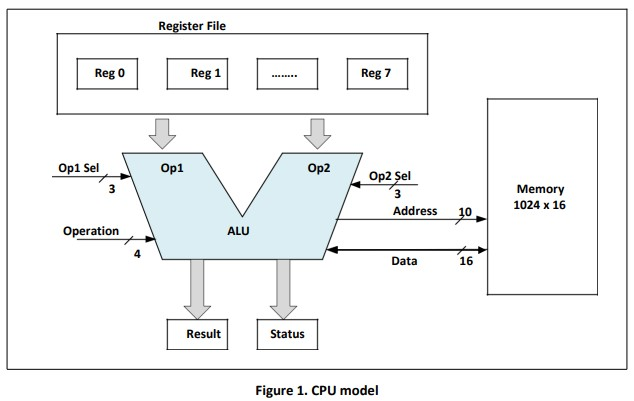 Register File
Reg 0
Reg 1
........
Reg 7
Op1
Op2
Op1 Sel
3
Op2 Sel
3
Memory
1024 x 16
Address
10
Operation
4
ALU
Data
16
Result
Status
Figure 1. CPU model